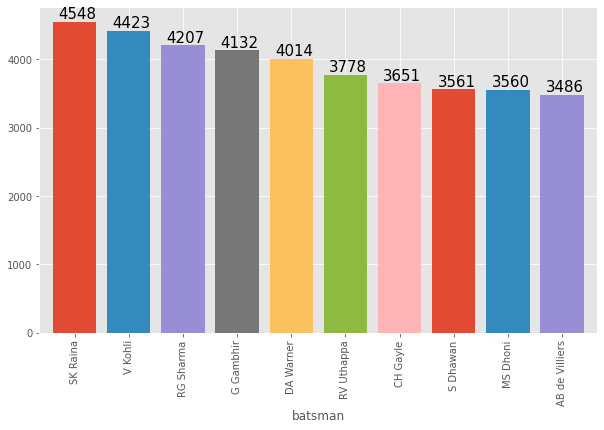 4548
4423
4207
4132
4014
3778
3651
3561
3560
3486
4000
3000
2000
1000
0
SK Raina
V Kohli
RG Sharma
G Gambhir
DA Warner
RV Uthappa
CH Gayle
S Dhawan
MS Dhoni
AB de Villiers
batsman